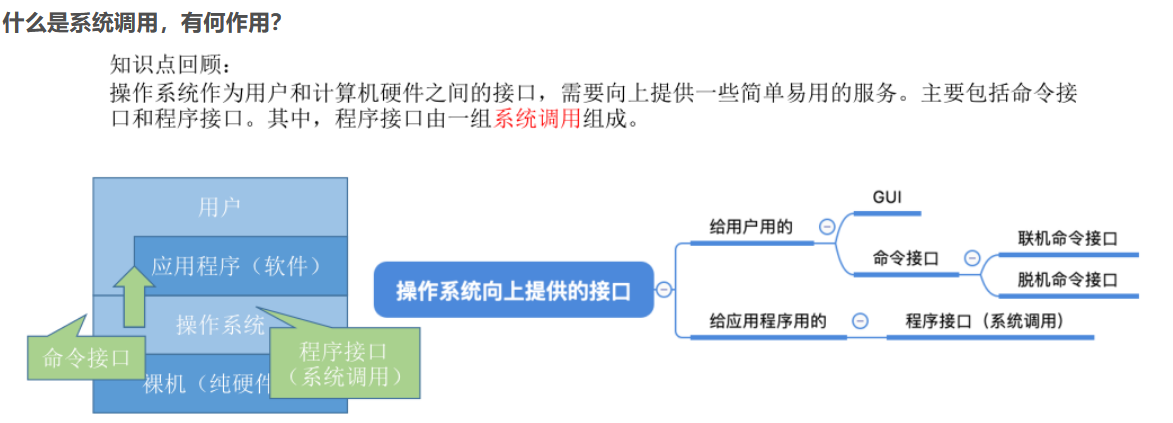 什么是系统调用，有何作用？
知识点回顾：
操作系统作为用户和计算机硬件之间的接口，需要向上提供一些简单易用的服务。主要包括命令接
口和程序接口。其中，程序接口由一组系统调用组成。
用户
应用程序（软件）
操作系统
命令接口
程序接口
（系统调用）
裸机（纯硬件
操作系统向上提供的接口
给用户用的
GUI
命令接口
联机命令接口
脱机命令接口
给应用程序用的
程序接口（系统调用）